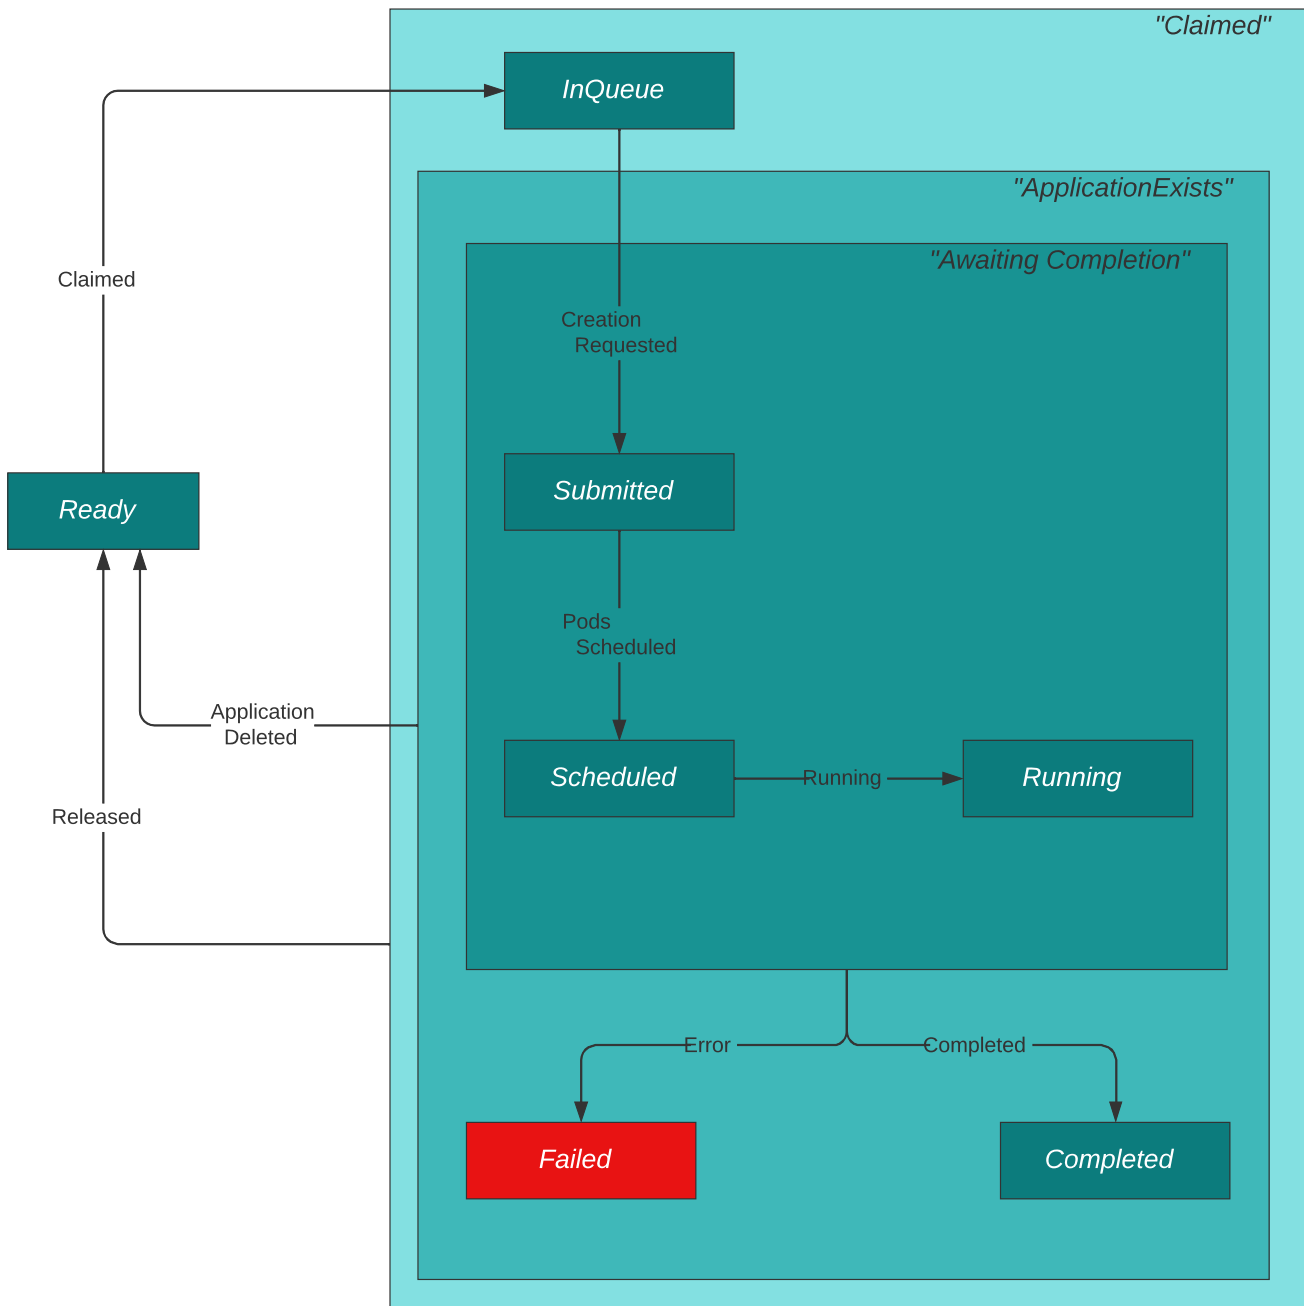 "Claimed"
InQueue
"ApplicationExists"
"Awaiting Completion"
Claimed
Creation
Requested
Submitted
Ready
Pods
Scheduled
Application
Deleted
Scheduled
Running
Running
Released
Error
Completed
Failed
Completed